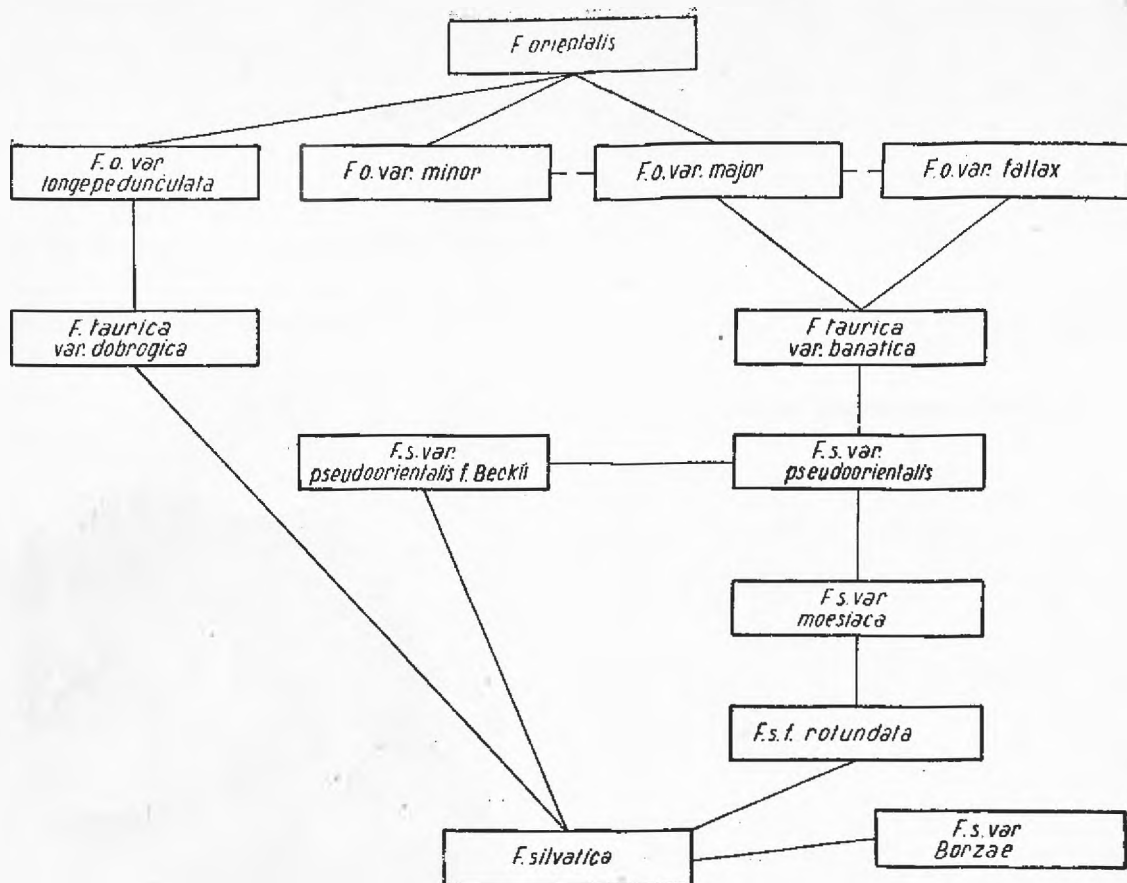 F. orientalis
F. o. var.
longepedunculata
F. o. var. minor
F. o. var. major
F. o. var. fallax
F. taurica
var. dobrogica
F. taurica
var. banatica
F. s. var.
pseudoorientalis f. Beckii
F. s. var.
pseudoorientalis
F. s. var
moesiaca
F. s. f. rotundata
F. silvatica
F. s. var
Borzae